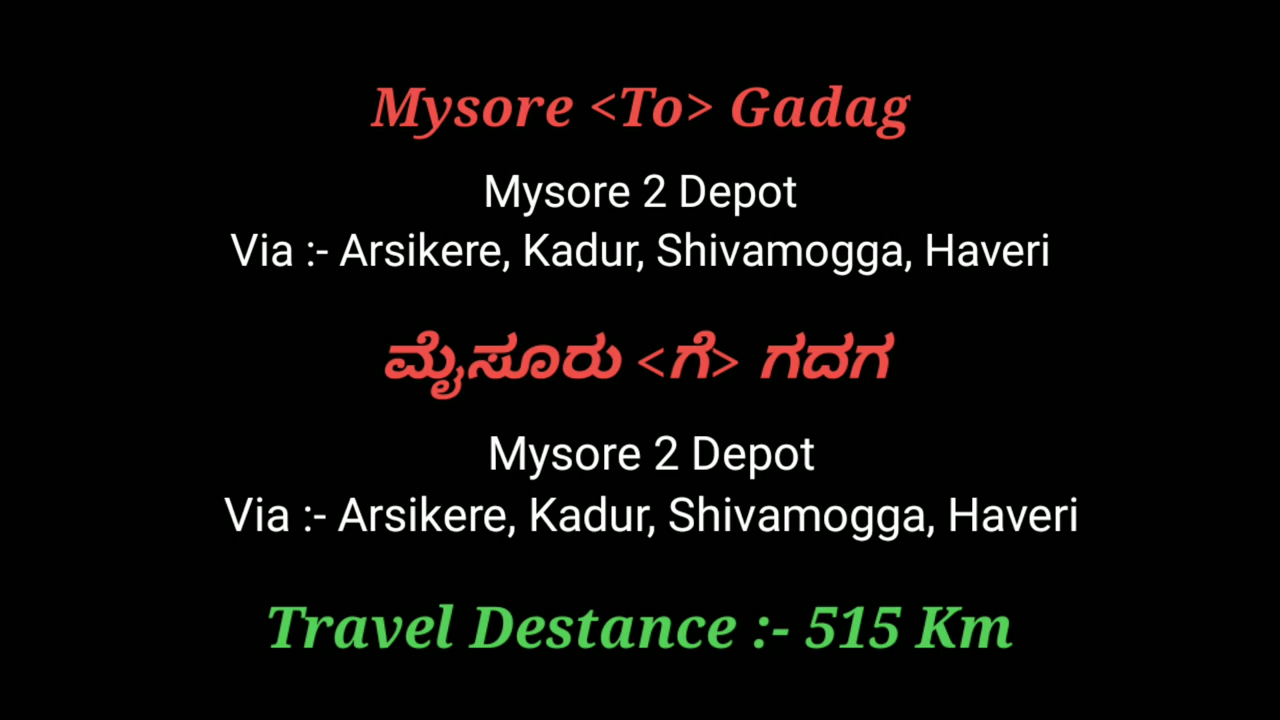 Mysore <To> Gadag
Mysore 2 Depot
Via :- Arsikere, Kadur, Shivamogga, Haveri
ಮೈಸೂರು <ಗೆ> ಗದಗ
Mysore 2 Depot
Via :- Arsikere, Kadur, Shivamogga, Haveri
Travel Destance :- 515 Km